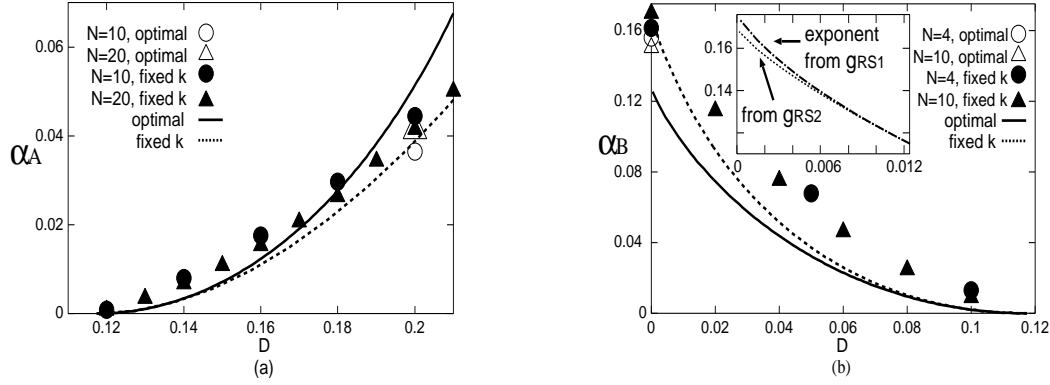 N=10, optimal
N=20, optimal
N=10, fixed k
N=20, fixed k
optimal
fixed k
αA
0.06
0.04
0.02
0
0.12
0.14
0.16
0.18
0.2
D
(a)
N=4, optimal
N=10, optimal
N=4, fixed k
N=10, fixed k
optimal
fixed k
αB
0.16
0.12
0.08
0.04
0
0
0.02
0.04
0.06
0.08
0.1
0.12
D
(b)
exponent
from gRS1
from gRS2
0.16
0.14
0
0.006
0.012